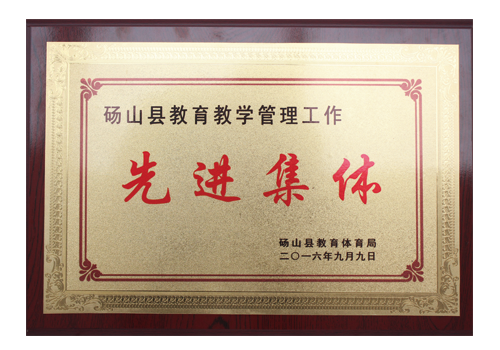 砀山县教育教学管理工作
先进集体
砀山县教育体育局
二〇一六年九月九日